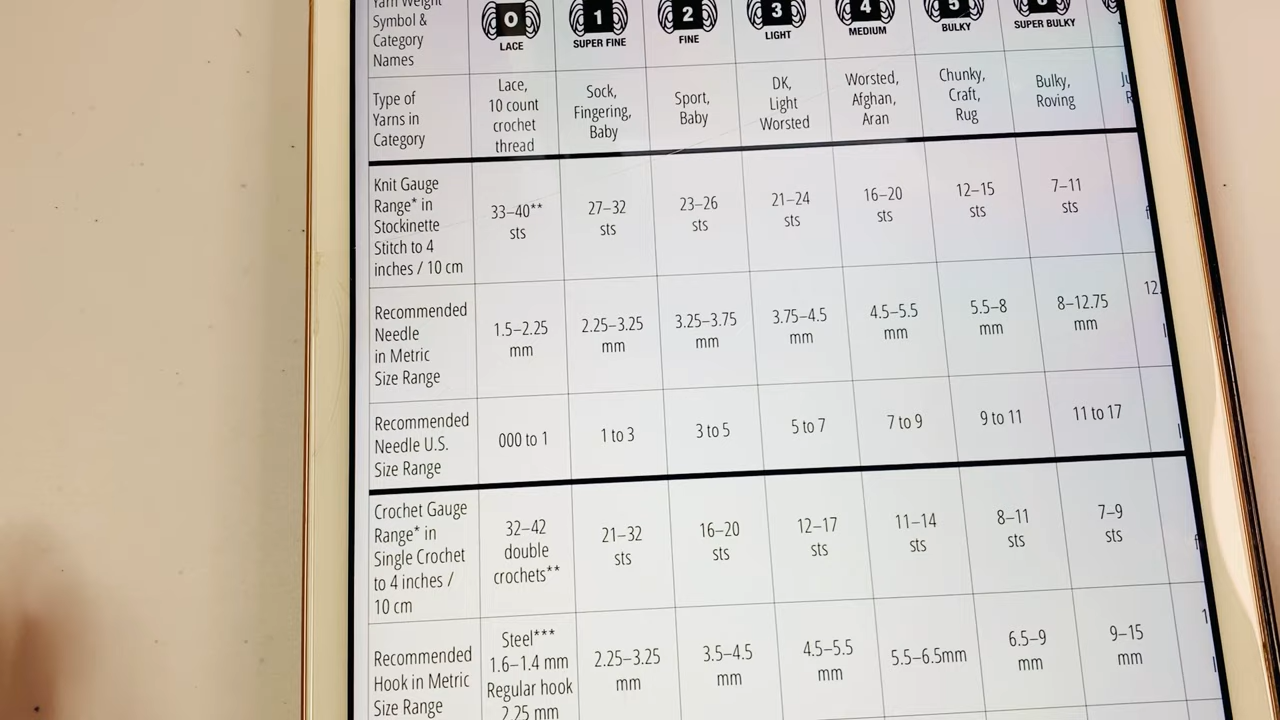 Yarn Weight
Symbol &
Category
Names
0
LACE
1
SUPER FINE
2
FINE
3
LIGHT
4
MEDIUM
5
BULKY
6
SUPER BULKY
Type of
Yarns in
Category
Lace,
10 count
crochet
thread
Sock,
Fingering,
Baby
Sport,
Baby
DK,
Light
Worsted
Worsted,
Afghan,
Aran
Chunky,
Craft,
Rug
Bulky,
Roving
Knit Gauge
Range* in
Stockinette
Stitch to 4
inches / 10 cm
33–40**
sts
27–32
sts
23–26
sts
21–24
sts
16–20
sts
12–15
sts
7–11
sts
Recommended
Needle
in Metric
Size Range
1.5–2.25
mm
2.25–3.25
mm
3.25–3.75
mm
3.75–4.5
mm
4.5–5.5
mm
5.5–8
mm
8–12.75
mm
Recommended
Needle U.S.
Size Range
000 to 1
1 to 3
3 to 5
5 to 7
7 to 9
9 to 11
11 to 17
Crochet Gauge
Range* in
Single Crochet
to 4 inches /
10 cm
32–42
double
crochets**
21–32
sts
16–20
sts
12–17
sts
11–14
sts
8–11
sts
7–9
sts
Recommended
Hook in Metric
Size Range
Steel***
1.6–1.4 mm
Regular hook
2.25 mm
2.25–3.25
mm
3.5–4.5
mm
4.5–5.5
mm
5.5–6.5mm
6.5–9
mm
9–15
mm